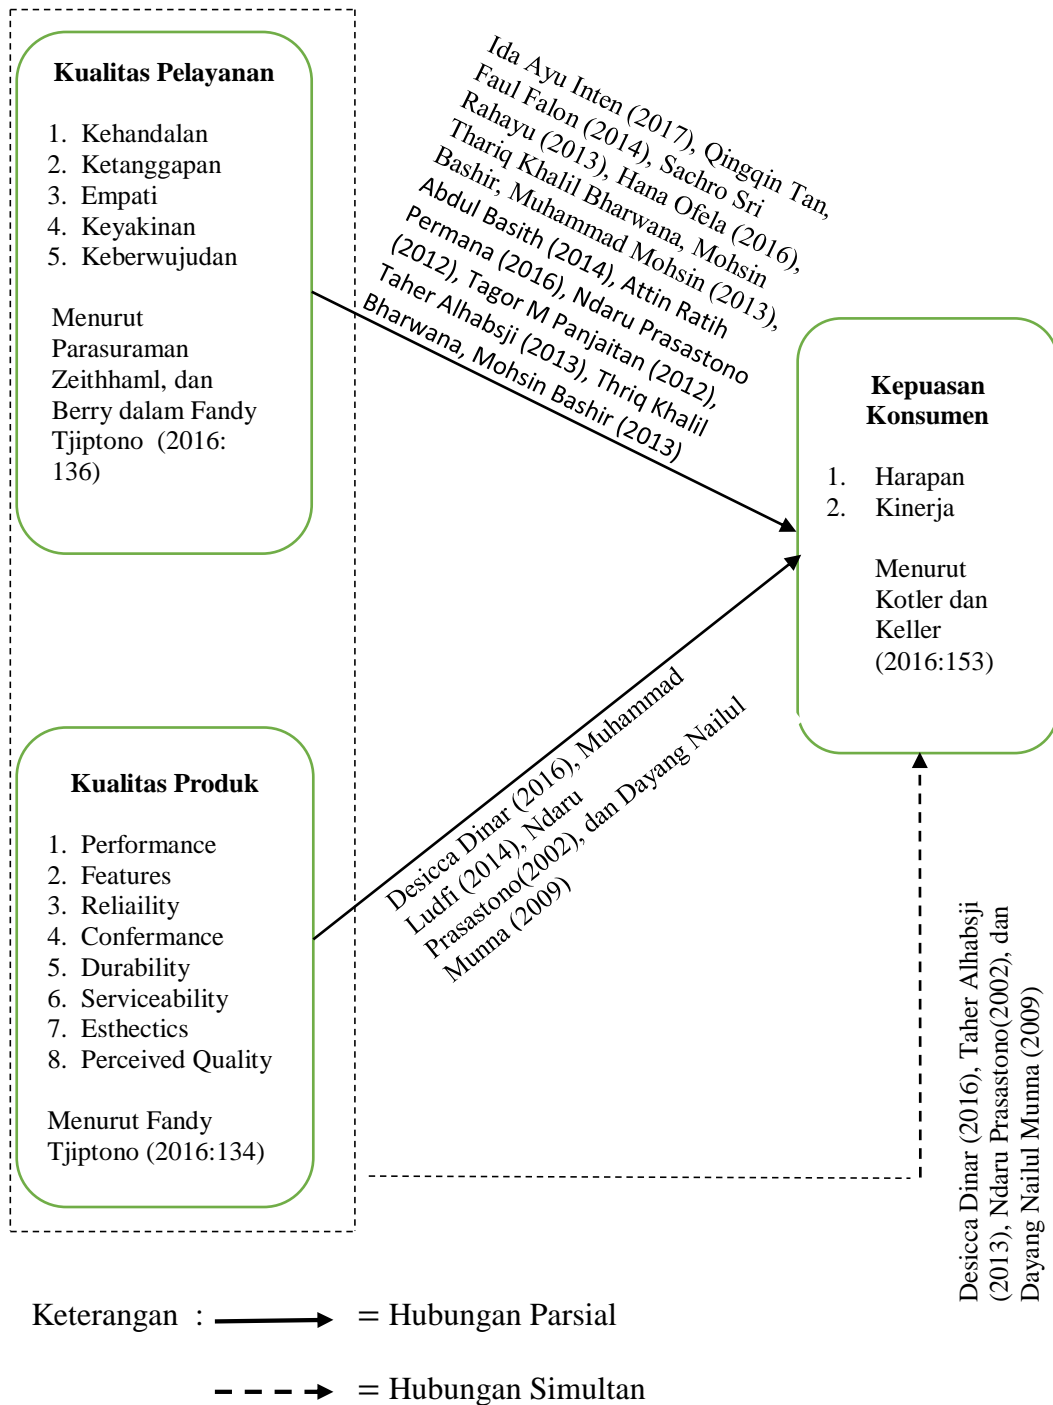 Kualitas Pelayanan
1. Kehandalan
2. Ketanggapan
3. Empati
4. Keyakinan
5. Keberwujudan
Menurut
Parasuraman
Zeithhaml, dan
Berry dalam Fandy
Tjiptono (2016:
136)
Ida Ayu Inten (2017), Qingqin Tan,
Faul Falon (2014), Sachro Sri
Rahayu (2013), Hana Ofela (2016),
Thariq Khalil Bharwana, Mohsin
Bashir, Muhammad Mohsin (2013),
Abdul Basith (2014), Attin Ratih
Permana (2016), Ndaru Prasastono
(2012), Tagor M Panjaitan (2012),
Taher Alhabsji (2013), Thriq Khalil
Bharwana, Mohsin Bashir (2013)
Kepuasan
Konsumen
1. Harapan
2. Kinerja
Menurut
Kotler dan
Keller
(2016:153)
Kualitas Produk
1. Performance
2. Features
3. Reliaility
4. Confermance
5. Durability
6. Serviceability
7. Esthectics
8. Perceived Quality
Menurut Fandy
Tjiptono (2016:134)
Desicca Dinar (2016), Muhammad
Ludfi (2014), Ndaru
Prasastono(2002), dan Dayang Nailul
Munna (2009)
Desicca Dinar (2016), Taher Alhabsji
(2013), Ndaru Prasastono(2002), dan
Dayang Nailul Munna (2009)
Keterangan : = Hubungan Parsial
= Hubungan Simultan